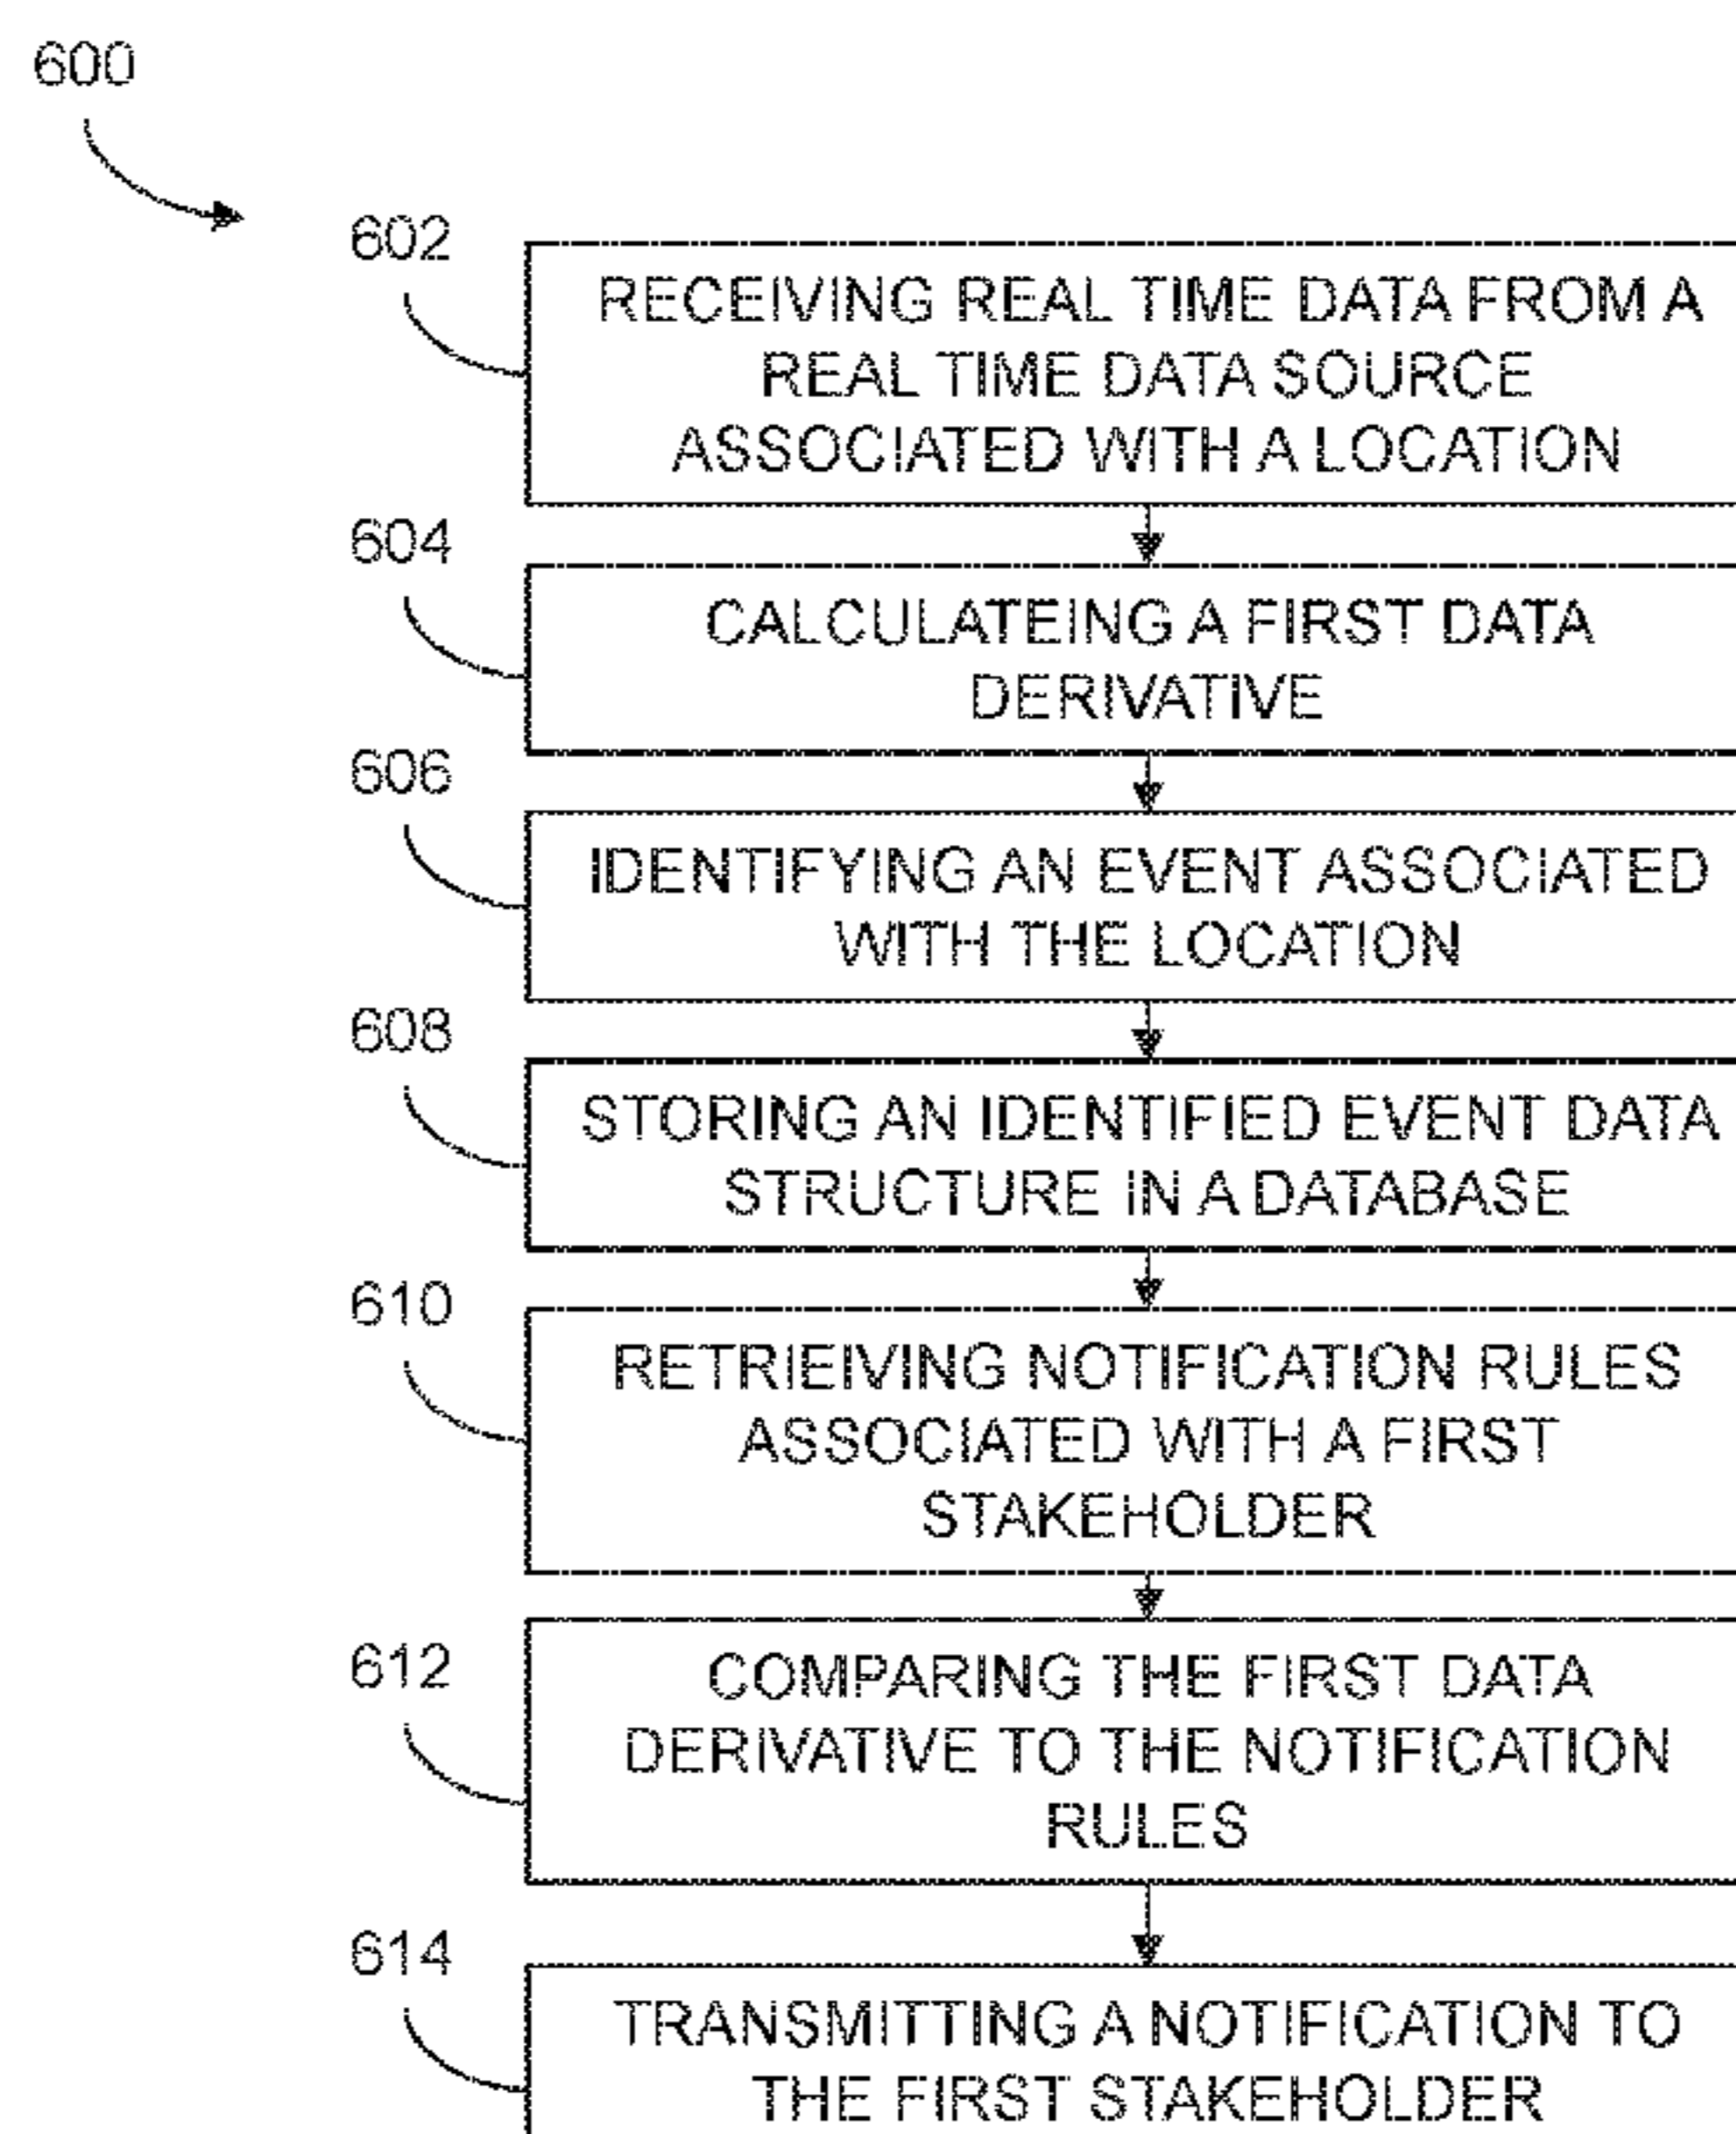 600
602
RECEIVING REAL TIME DATA FROM A
REAL TIME DATA SOURCE
ASSOCIATED WITH A LOCATION
604
CALCULATEING A FIRST DATA
DERIVATIVE
606
IDENTIFYING AN EVENT ASSOCIATED
WITH THE LOCATION
608
STORING AN IDENTIFIED EVENT DATA
STRUCTURE IN A DATABASE
610
RETRIEIVING NOTIFICATION RULES
ASSOCIATED WITH A FIRST
STAKEHOLDER
612
COMPARING THE FIRST DATA
DERIVATIVE TO THE NOTIFICATION
RULES
614
TRANSMITTING A NOTIFICATION TO
THE FIRST STAKEHOLDER